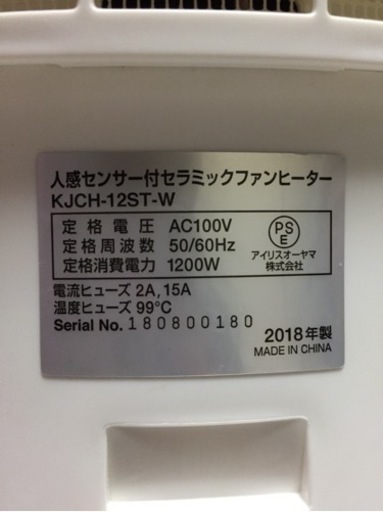 人感センサー付セラミックファンヒーター
KJCH-12ST-W
定格電圧 AC100V
定格周波数 50/60Hz
定格消費電力 1200W
PS
E
アイリスオーヤマ
株式会社
電流ヒューズ 2A,15A
温度ヒューズ 99℃
Serial No. 180800180
2018年製
MADE IN CHINA